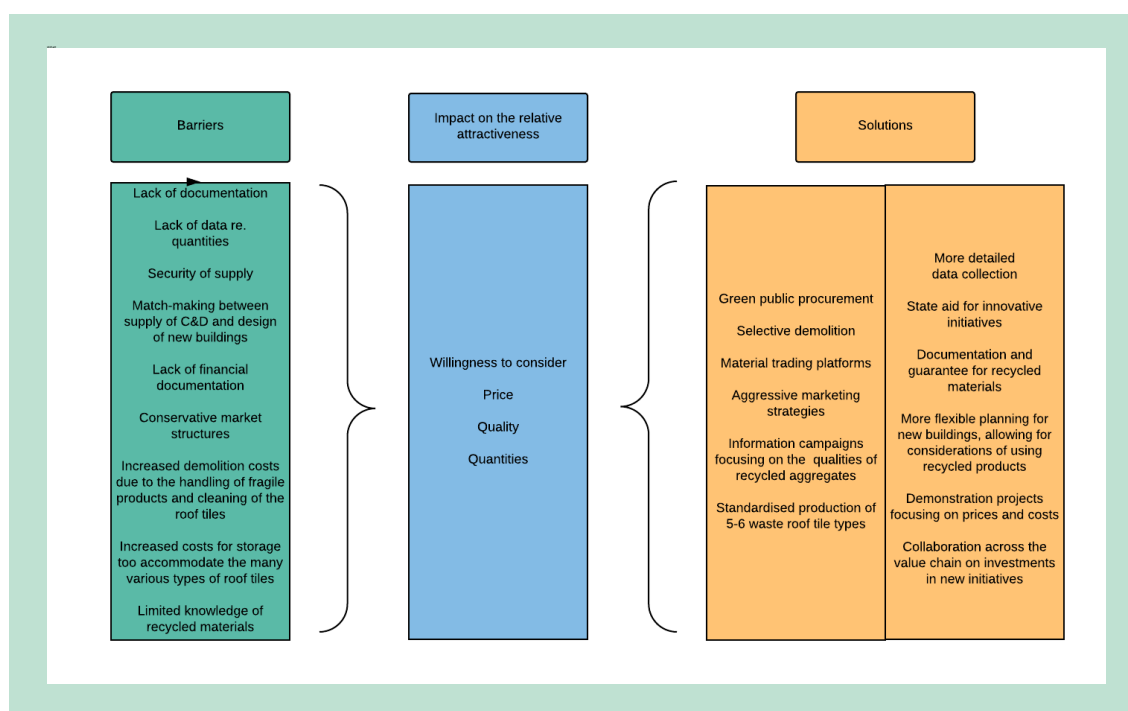 Barriers
Impact on the relative
attractiveness
Solutions
Lack of documentation
Lack of data re.
quantities
Security of supply
Match-making between
supply of C&D and design
of new buildings
Lack of financial
documentation
Conservative market
structures
Increased demolition costs
due to the handling of fragile
products and cleaning of the
roof tiles
Increased costs for storage
too accommodate the many
various types of roof tiles
Limited knowledge of
recycled materials
Willingness to consider
Price
Quality
Quantities
Green public procurement
Selective demolition
Material trading platforms
Aggressive marketing
strategies
Information campaigns
focusing on the qualities of
recycled aggregates
Standardised production of
5-6 waste roof tile types
More detailed
data collection
State aid for innovative
initiatives
Documentation and
guarantee for recycled
materials
More flexible planning for
new buildings, allowing for
considerations of using
recycled products
Demonstration projects
focusing on prices and costs
Collaboration across the
value chain on investments
in new initiatives